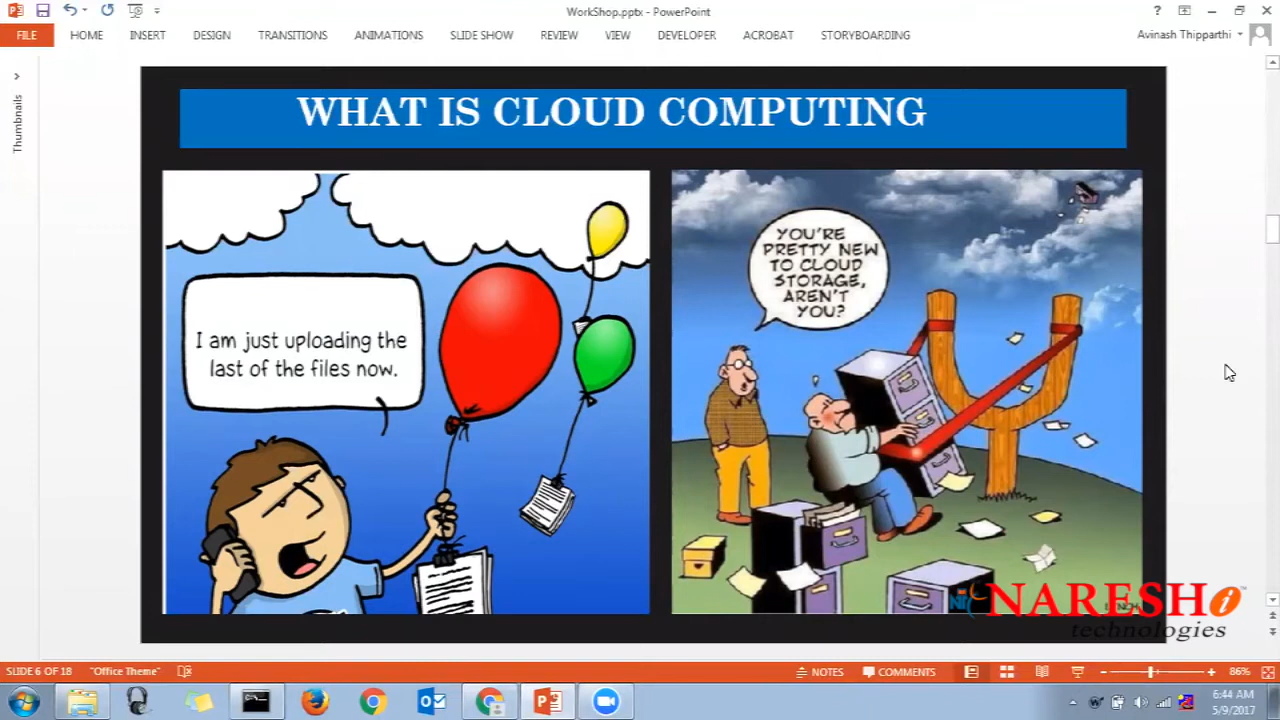 WorkShop.pptx - PowerPoint
FILE HOME INSERT DESIGN TRANSITIONS ANIMATIONS SLIDE SHOW REVIEW VIEW DEVELOPER ACROBAT STORYBOARDING Avinash Thipparthi
Thumbnails
WHAT IS CLOUD COMPUTING
I am just uploading the
last of the files now.
YOU'RE
PRETTY NEW
TO CLOUD
STORAGE,
AREN'T
YOU?
NARESH i
technologies
SLIDE 6 OF 18 "Office Theme" NOTES COMMENTS 86%
6:44 AM
5/9/2017